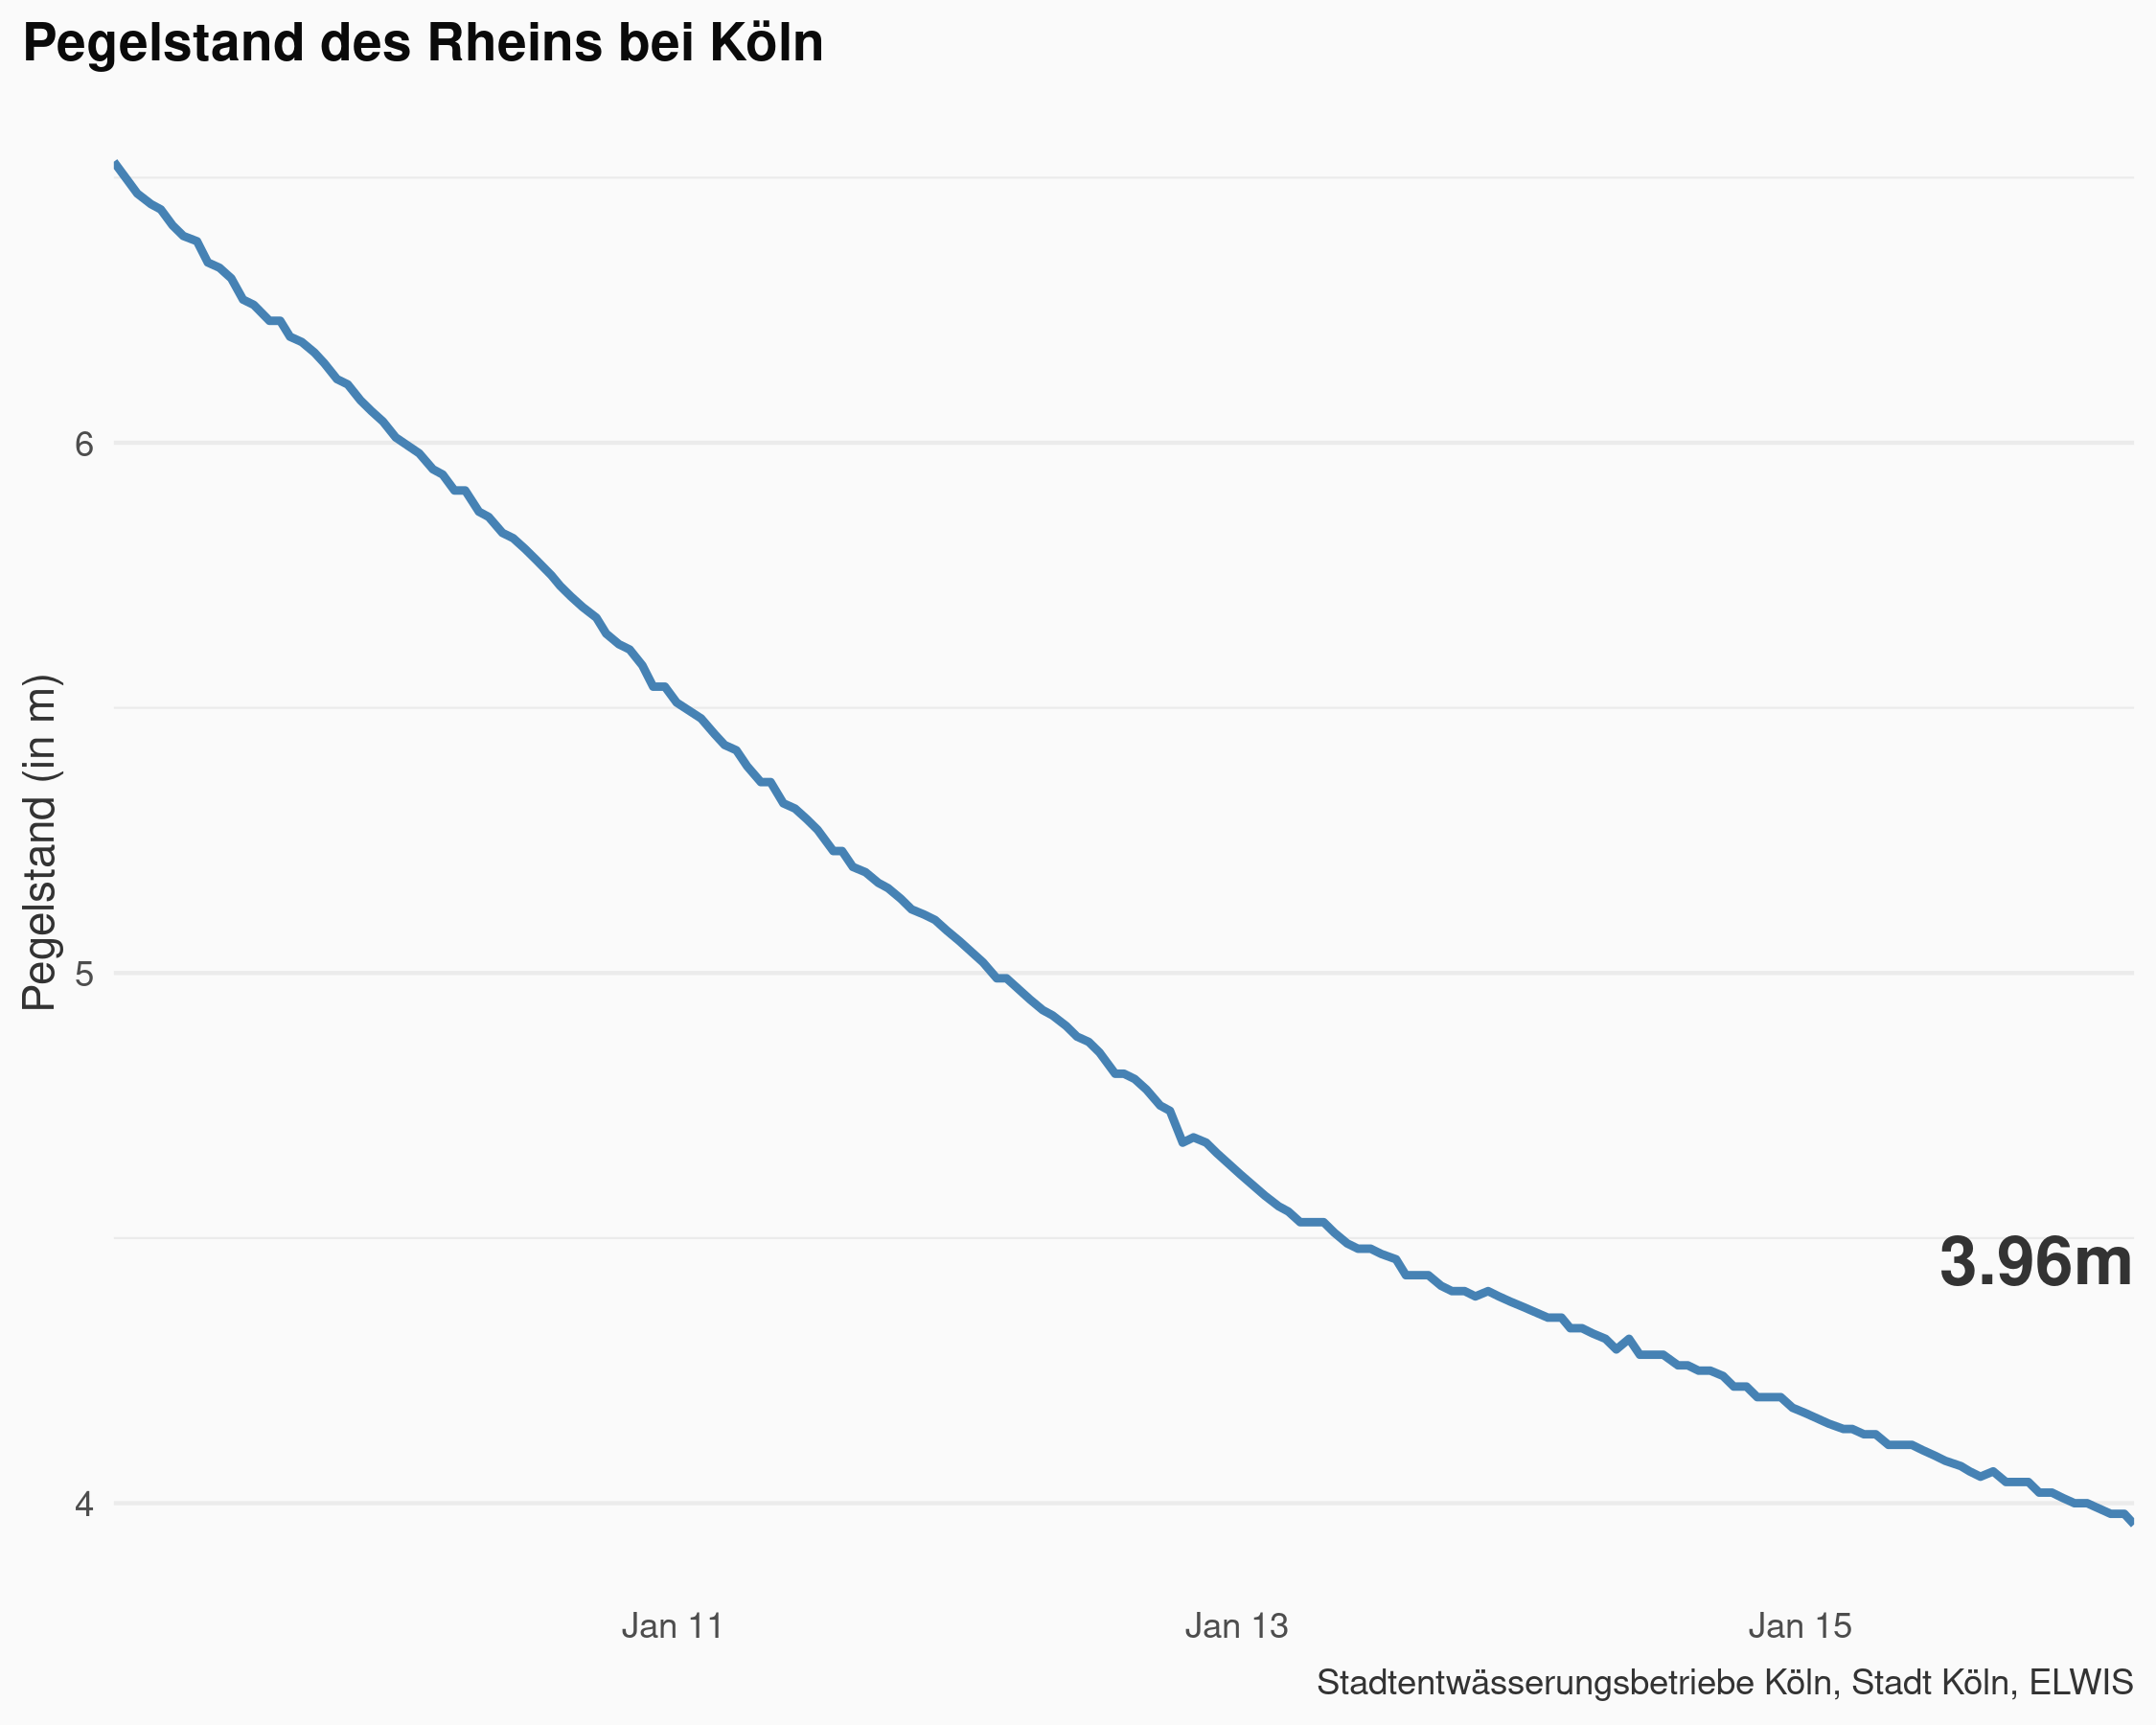 Pegelstand des Rheins bei Köln
Pegelstand (in m)
6
5
4
3.96m
Jan 11
Jan 13
Jan 15
Stadtentwässerungsbetriebe Köln, Stadt Köln, ELWIS